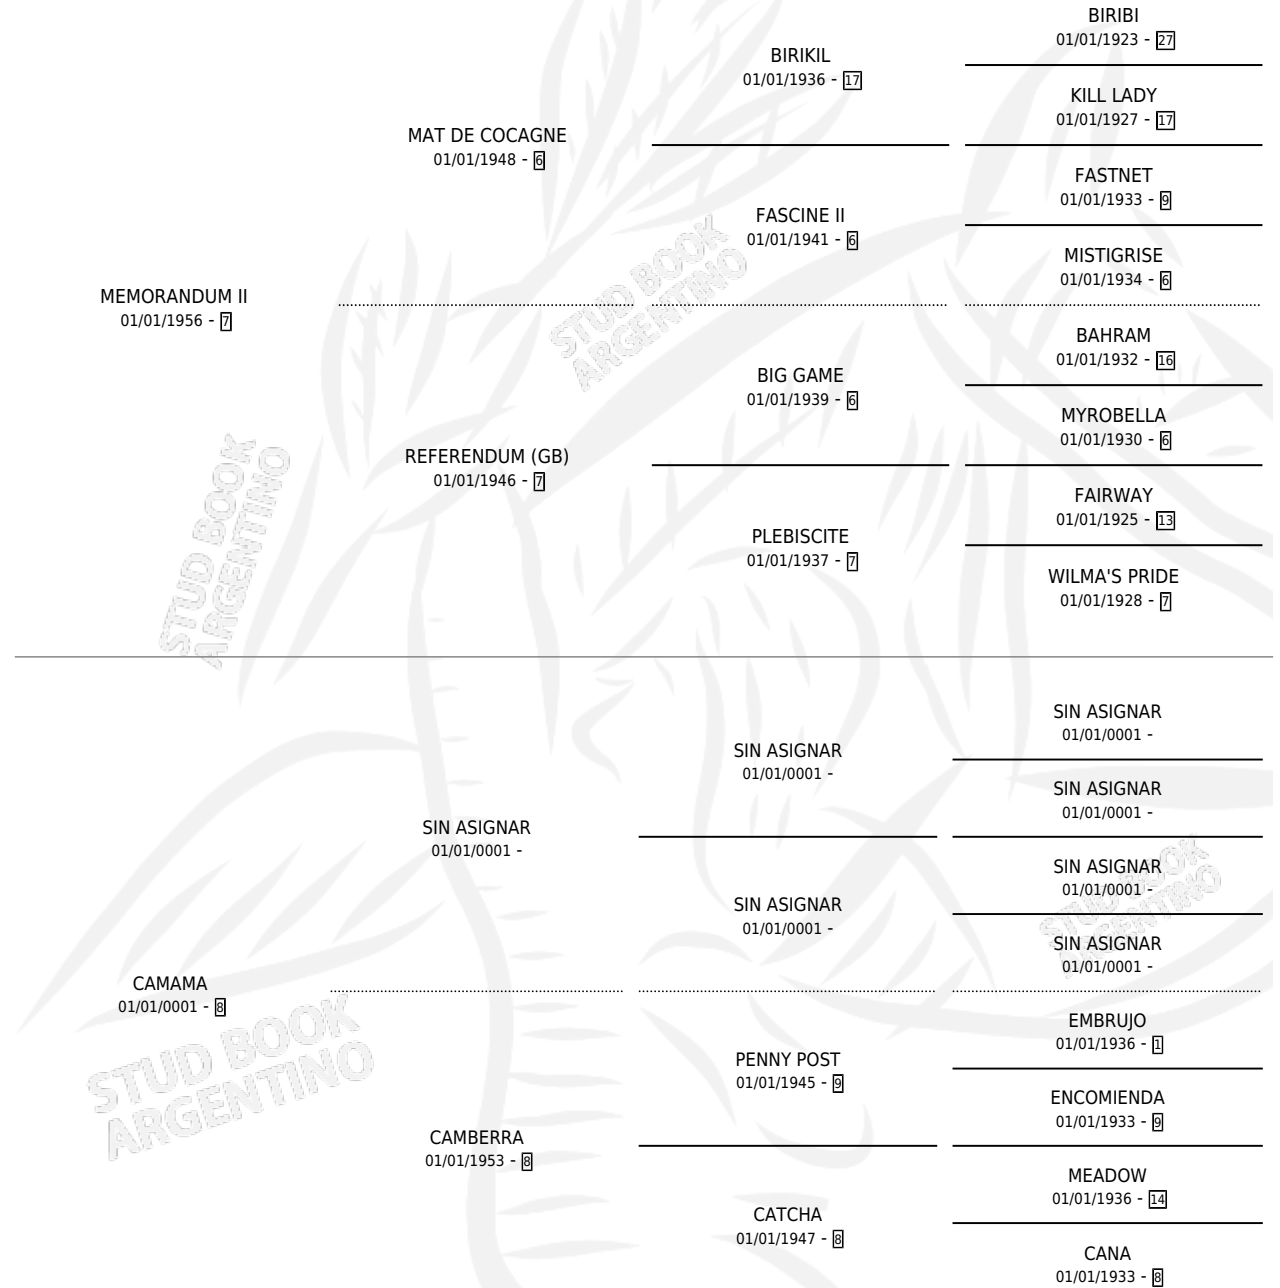 BIRIBI
01/01/1923 - 27
BIRIKIL
01/01/1936 - 17
KILL LADY
01/01/1927 - 17
MAT DE COCAGNE
01/01/1948 - 6
FASTNET
01/01/1933 - 9
FASCINE II
01/01/1941 - 6
MISTIGRISE
01/01/1934 - 6
MEMORANDUM II
01/01/1956 - 7
BAHRAM
01/01/1932 - 16
BIG GAME
01/01/1939 - 6
MYROBELLA
01/01/1930 - 6
REFERENDUM (GB)
01/01/1946 - 7
FAIRWAY
01/01/1925 - 13
PLEBISCITE
01/01/1937 - 7
WILMA'S PRIDE
01/01/1928 - 7
STUD BOOK
ARGENTINO
STUD BOOK
ARGENTINO
SIN ASIGNAR
01/01/0001 -
SIN ASIGNAR
01/01/0001 -
SIN ASIGNAR
01/01/0001 -
SIN ASIGNAR
01/01/0001 -
SIN ASIGNAR
01/01/0001 -
SIN ASIGNAR
01/01/0001 -
SIN ASIGNAR
01/01/0001 -
CAMAMA
01/01/0001 - 8
EMBRUJO
01/01/1936 - 1
PENNY POST
01/01/1945 - 9
ENCOMIENDA
01/01/1933 - 9
CAMBERRA
01/01/1953 - 8
MEADOW
01/01/1936 - 14
CATCHA
01/01/1947 - 8
CANA
01/01/1933 - 8
STUD BOOK
ARGENTINO
STUD BOOK
ARGENTINO